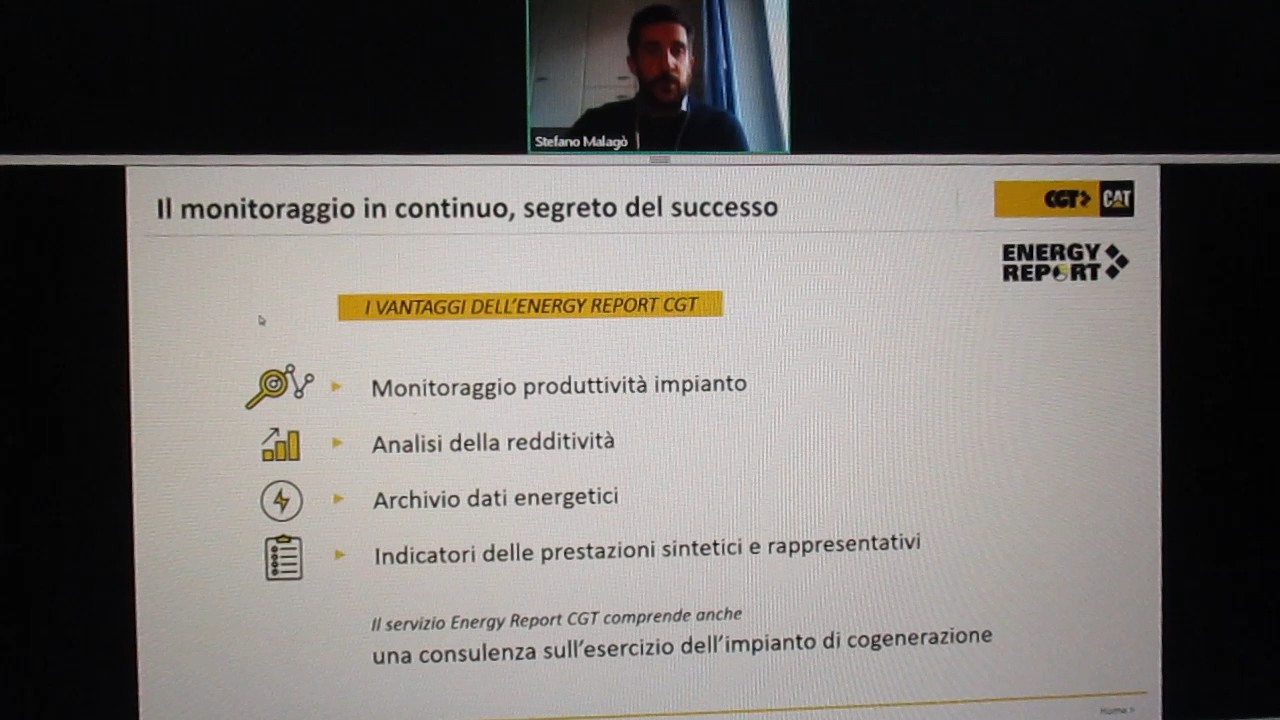 Stefano Malagò
Il monitoraggio in continuo, segreto del successo
CGT CAT
ENERGY
REPORT
I VANTAGGI DELL'ENERGY REPORT CGT
Monitoraggio produttività impianto
Analisi della redditività
Archivio dati energetici
Indicatori delle prestazioni sintetici e rappresentativi
Il servizio Energy Report CGT comprende anche
una consulenza sull'esercizio dell'impianto di cogenerazione
Home >